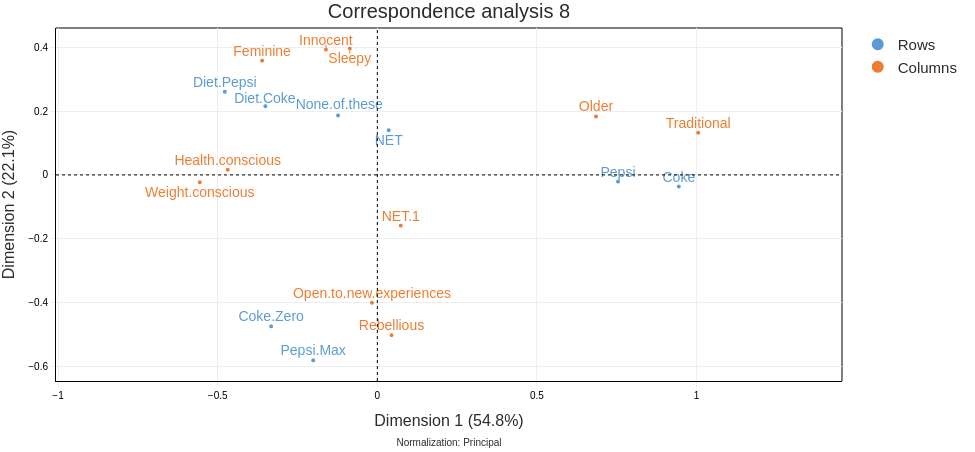 Correspondence analysis 8
Rows
Columns
Innocent
Sleepy
Feminine
Diet.Pepsi
Diet.Coke
None.of.these
NET
Older
Traditional
Health.conscious
Weight.conscious
Pepsi
Coke
NET.1
Open.to.new.experiences
Coke.Zero
Rebellious
Pepsi.Max
0.4
0.2
0
−0.2
−0.4
−0.6
Dimension 2 (22.1%)
−1
−0.5
0
0.5
1
Dimension 1 (54.8%)
Normalization: Principal